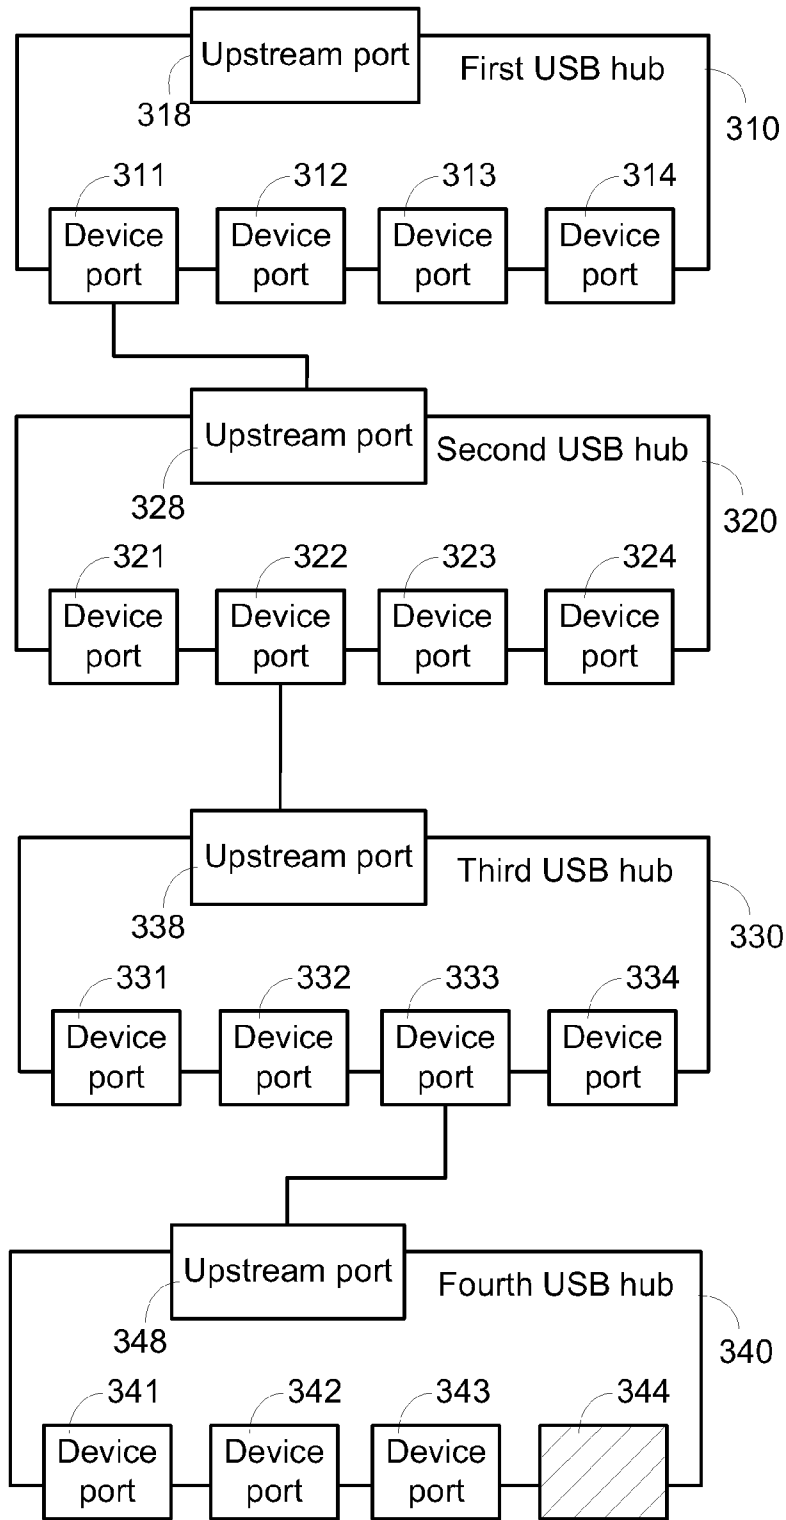 Upstream port
First USB hub
318
310
311
312
313
314
Device
port
Device
port
Device
port
Device
port
Upstream port
Second USB hub
328
320
321
322
323
324
Device
port
Device
port
Device
port
Device
port
Upstream port
Third USB hub
338
330
331
332
333
334
Device
port
Device
port
Device
port
Device
port
Upstream port
Fourth USB hub
348
340
341
342
343
344
Device
port
Device
port
Device
port